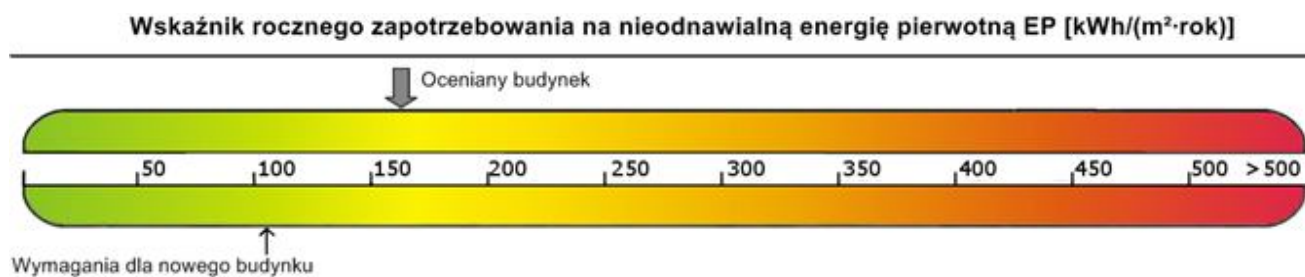 Wskaźnik rocznego zapotrzebowania na nieodnawialną energię pierwotną EP [kWh/(m²·rok)]
Oceniany budynek
50 100 150 200 250 300 350 400 450 500 > 500
Wymagania dla nowego budynku